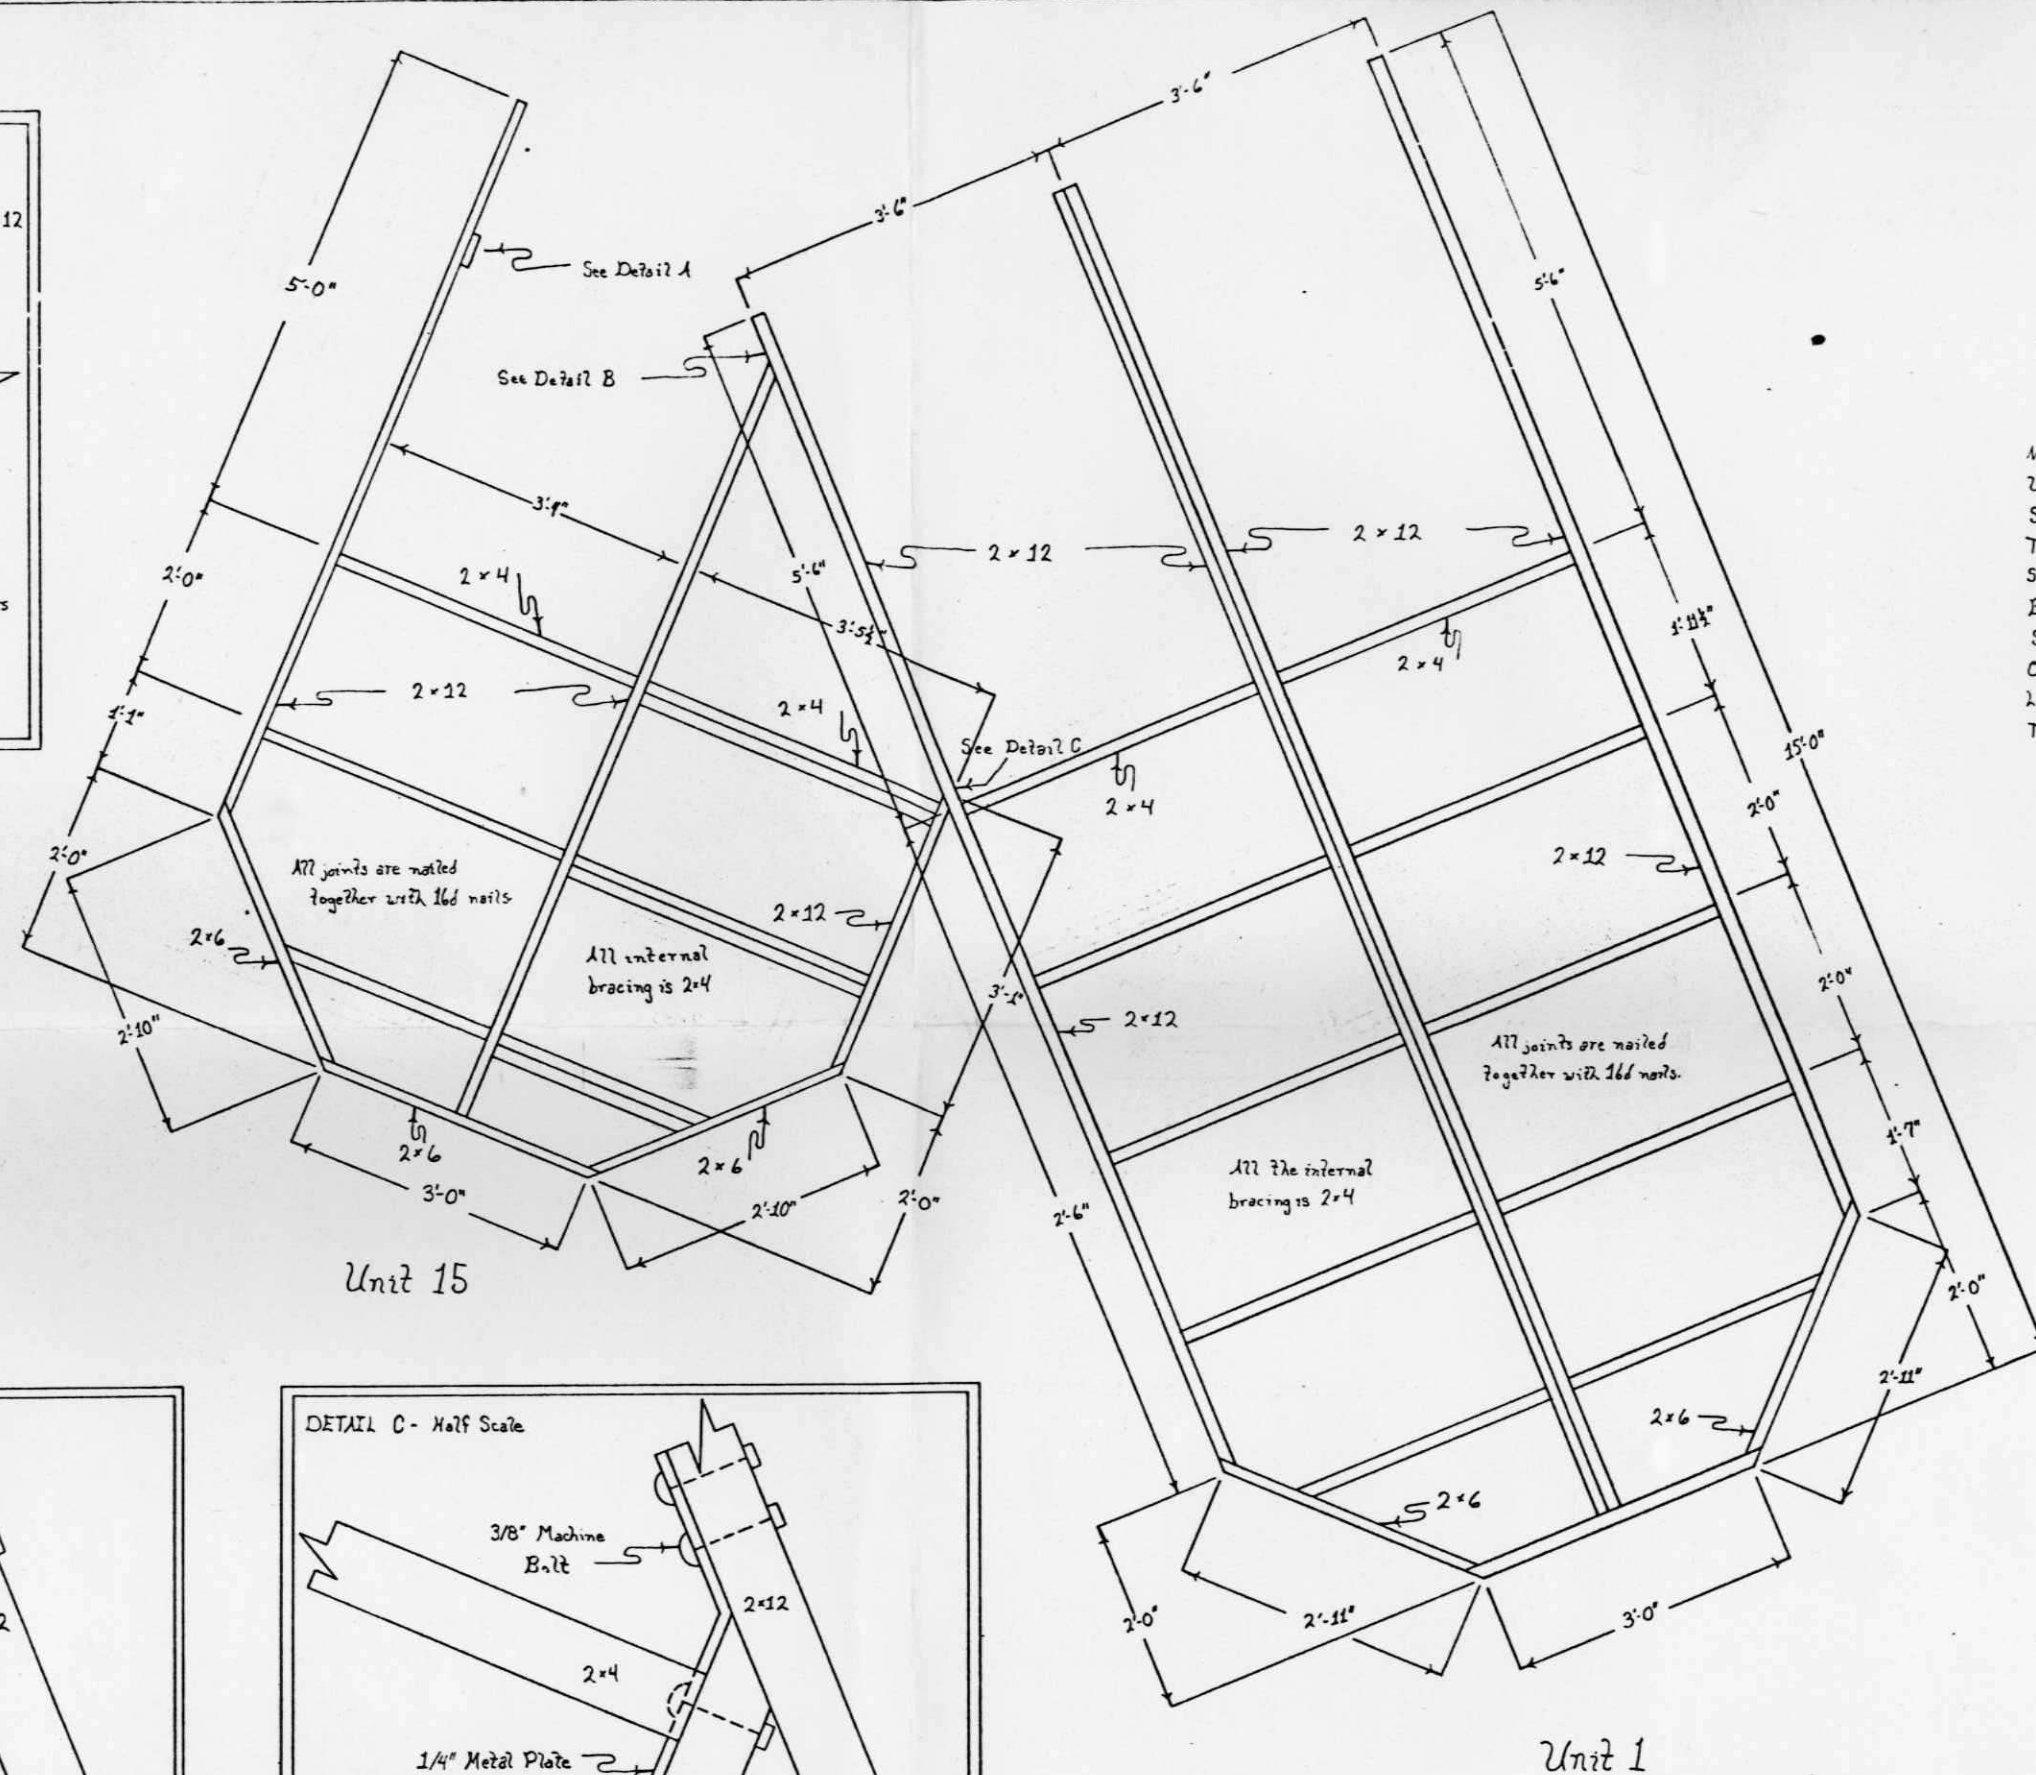 12
5'-0"
See Detail A
3'-6"
3'-6"
5'-6"
See Detail B
2'-0"
2 × 4
5'-6"
2 × 12
2 × 12
3'-5½"
1'-11½"
2 × 4
1'-1"
2 × 12
2 × 4
See Detail C
2 × 4
15'-0"
2'-0"
2'-0"
All joints are nailed
together with 16d nails.
2×12
2×12
2×6
All internal
bracing is 2×4
2'-0"
3'-1"
2×12
2'-10"
All joints are nailed
together with 16d nails.
1'-7"
2×6
2×6
3'-0"
2'-10"
2'-0"
2'-6"
All the internal
bracing is 2×4
2'-0"
Unit 15
2'-11"
2×6
2×6
2'-0"
2'-11"
3'-0"
Unit 1
DETAIL C - Half Scale
3/8" Machine
Bolt
2×12
2×4
1/4" Metal Plate